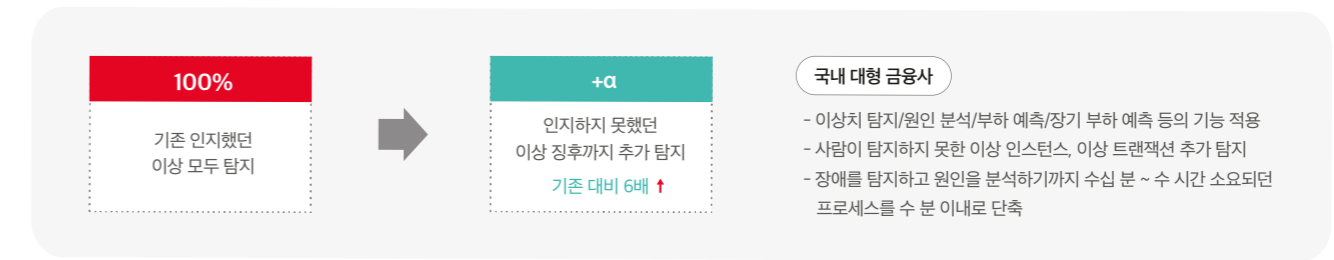 100%
기존 인지했던
이상 모두 탐지
+α
인지하지 못했던
이상 징후까지 추가 탐지
기존 대비 6배 ↑
국내 대형 금융사
- 이상치 탐지/원인 분석/부하 예측/장기 부하 예측 등의 기능 적용
- 사람이 탐지하지 못한 이상 인스턴스, 이상 트랜잭션 추가 탐지
- 장애를 탐지하고 원인을 분석하기까지 수십 분 ~ 수 시간 소요되던
프로세스를 수 분 이내로 단축